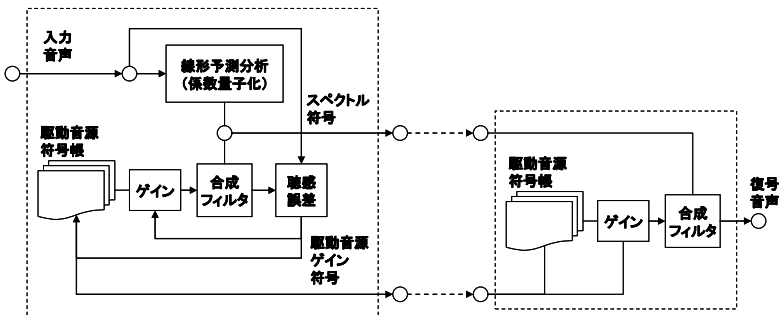 入力
音声
線形予測分析
(係数量子化)
スペクトル
符号
駆動音源
符号帳
ゲイン
合成
フィルタ
聴感
誤差
駆動音源
ゲイン
符号
駆動音源
符号帳
ゲイン
合成
フィルタ
復号
音声